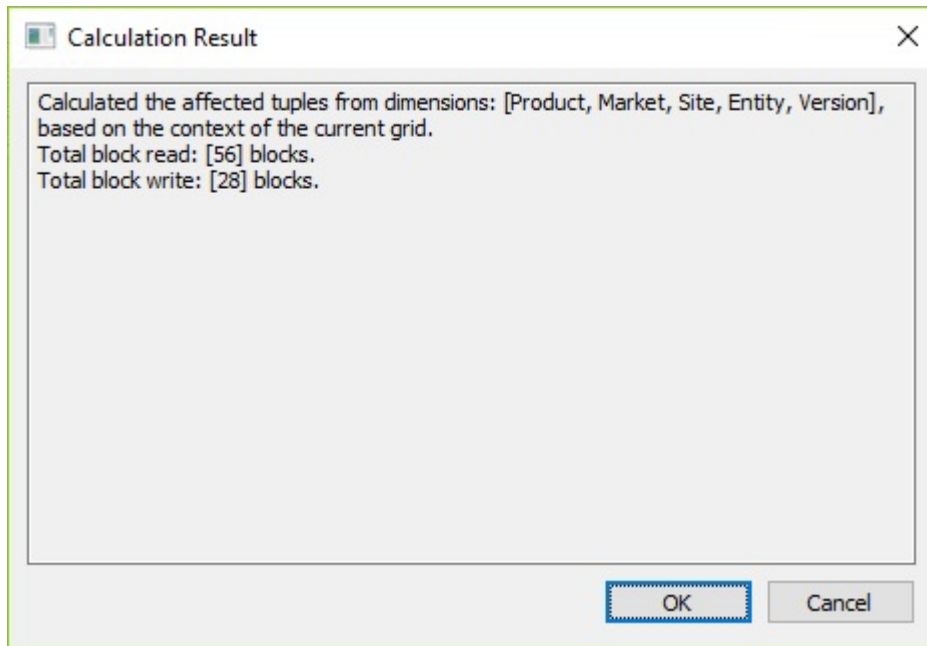 Calculation Result
Calculated the affected tuples from dimensions: [Product, Market, Site, Entity, Version],
based on the context of the current grid.
Total block read: [56] blocks.
Total block write: [28] blocks.
OK
Cancel